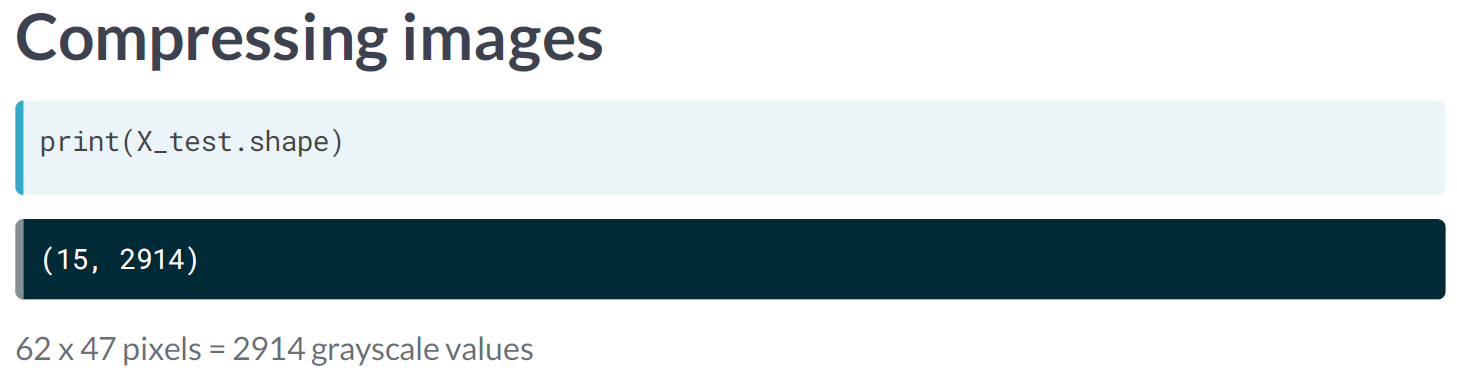 Compressing images
print(X_test.shape)
(15, 2914)
62 x 47 pixels = 2914 grayscale values